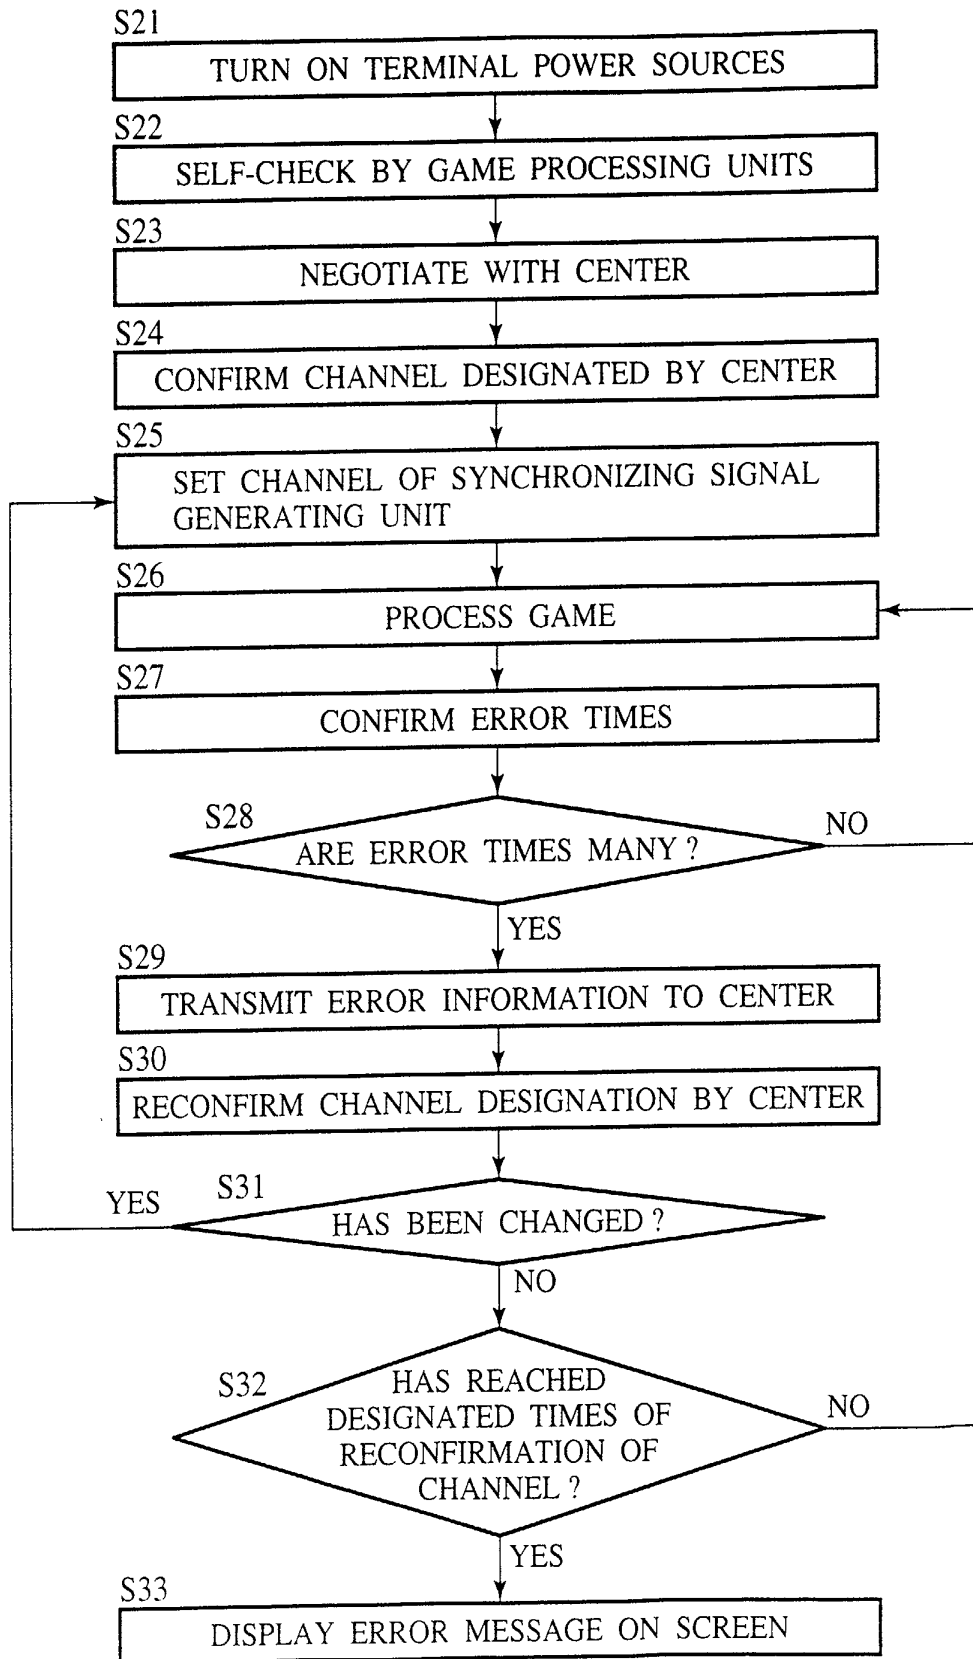 S21
TURN ON TERMINAL POWER SOURCES
S22
SELF-CHECK BY GAME PROCESSING UNITS
S23
NEGOTIATE WITH CENTER
S24
CONFIRM CHANNEL DESIGNATED BY CENTER
S25
SET CHANNEL OF SYNCHRONIZING SIGNAL
GENERATING UNIT
S26
PROCESS GAME
S27
CONFIRM ERROR TIMES
S28
ARE ERROR TIMES MANY ?
NO
YES
S29
TRANSMIT ERROR INFORMATION TO CENTER
S30
RECONFIRM CHANNEL DESIGNATION BY CENTER
YES
S31
HAS BEEN CHANGED ?
NO
S32
HAS REACHED
DESIGNATED TIMES OF
RECONFIRMATION OF
CHANNEL ?
NO
YES
S33
DISPLAY ERROR MESSAGE ON SCREEN